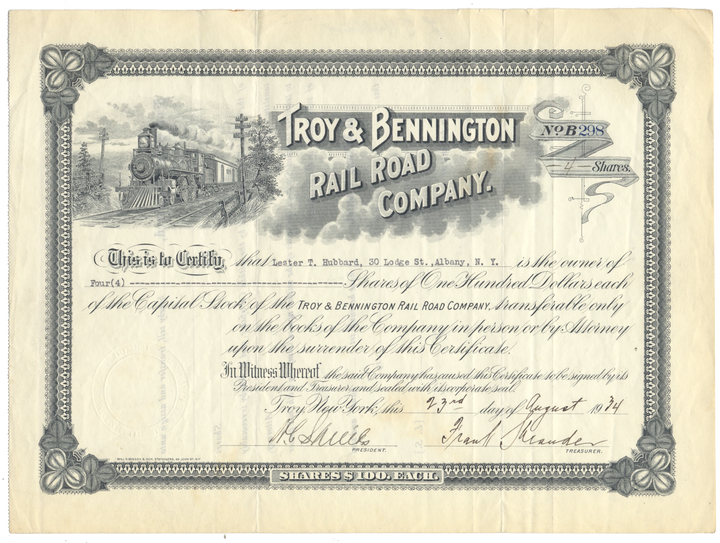 TROY & BENNINGTON
RAIL ROAD
COMPANY.
No B298
4 Shares.
This is to Certify, that Lester T. Hubbard, 30 Lodge St., Albany, N. Y. is the owner of
Four(4) Shares of One Hundred Dollars each
of the Capital Stock of the TROY & BENNINGTON RAIL ROAD COMPANY, transferable only
on the books of the Company in person or by Attorney
upon the surrender of this Certificate.
In Witness Whereof the said Company has caused this Certificate to be signed by its
President and Treasurer and sealed with its corporate seal.
Troy, New York, this 23rd day of August 1934
Frank
PRESIDENT.
TREASURER.
SHARES $100. EACH.